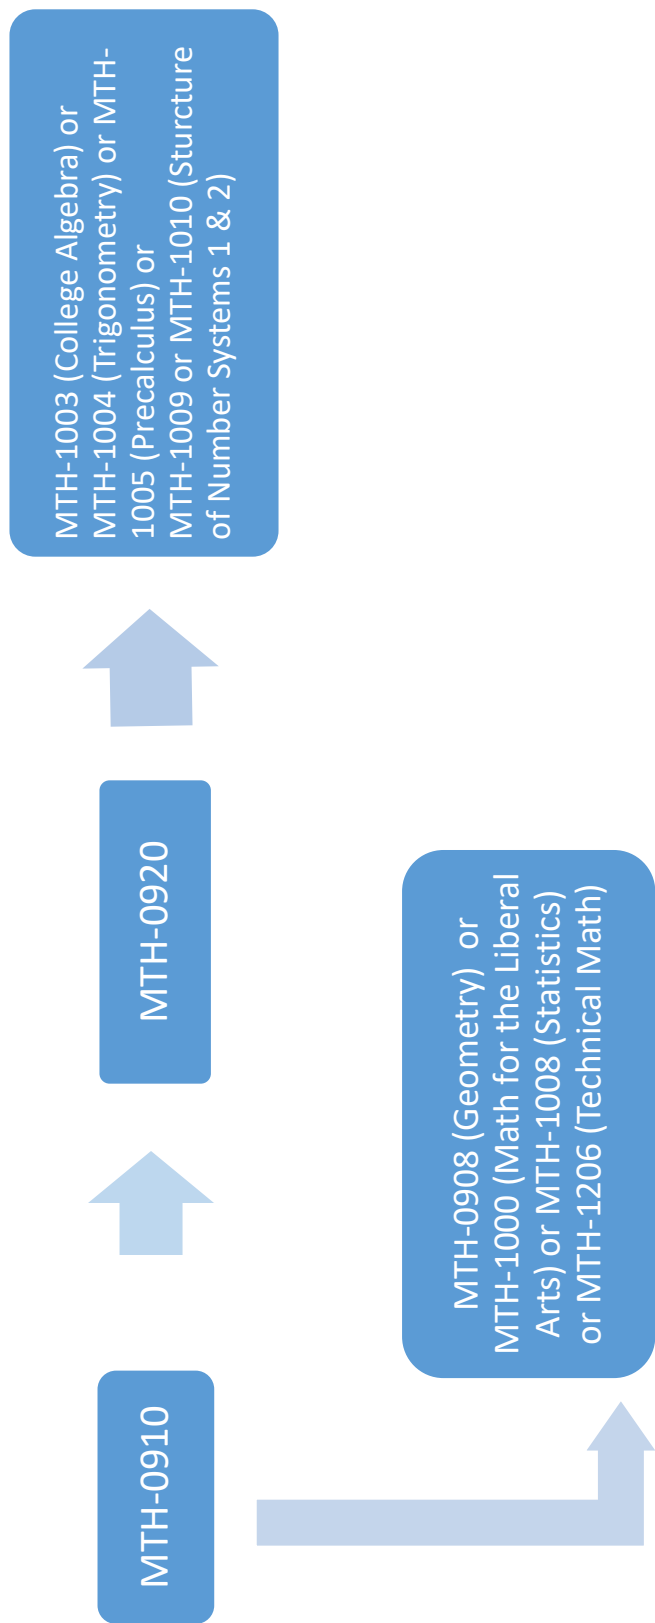 MTH-0910
MTH-0920
MTH-1003 (College Algebra) or
MTH-1004 (Trigonometry) or MTH-
1005 (Precalculus) or
MTH-1009 or MTH-1010 (Sturcture
of Number Systems 1 & 2)
MTH-0908 (Geometry) or
MTH-1000 (Math for the Liberal
Arts) or MTH-1008 (Statistics)
or MTH-1206 (Technical Math)